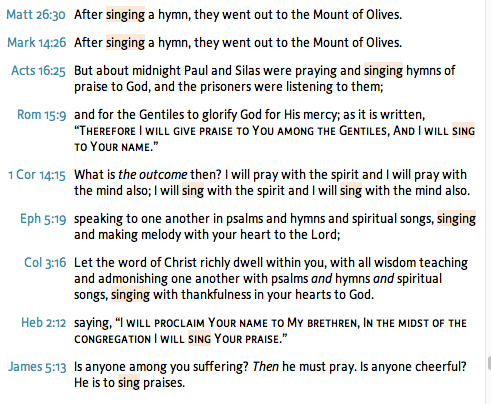 Matt 26:30 After singing a hymn, they went out to the Mount of Olives.
Mark 14:26 After singing a hymn, they went out to the Mount of Olives.
Acts 16:25 But about midnight Paul and Silas were praying and singing hymns of
praise to God, and the prisoners were listening to them;
Rom 15:9 and for the Gentiles to glorify God for His mercy; as it is written,
“THEREFORE I WILL GIVE PRAISE TO YOU AMONG THE GENTILES, AND I WILL SING
TO YOUR NAME.”
1 Cor 14:15 What is the outcome then? I will pray with the spirit and I will pray with
the mind also; I will sing with the spirit and I will sing with the mind also.
Eph 5:19 speaking to one another in psalms and hymns and spiritual songs, singing
and making melody with your heart to the Lord;
Col 3:16 Let the word of Christ richly dwell within you, with all wisdom teaching
and admonishing one another with psalms and hymns and spiritual
songs, singing with thankfulness in your hearts to God.
Heb 2:12 saying, “I WILL PROCLAIM YOUR NAME TO MY BRETHREN, IN THE MIDST OF THE
CONGREGATION I WILL SING YOUR PRAISE.”
James 5:13 Is anyone among you suffering? Then he must pray. Is anyone cheerful?
He is to sing praises.